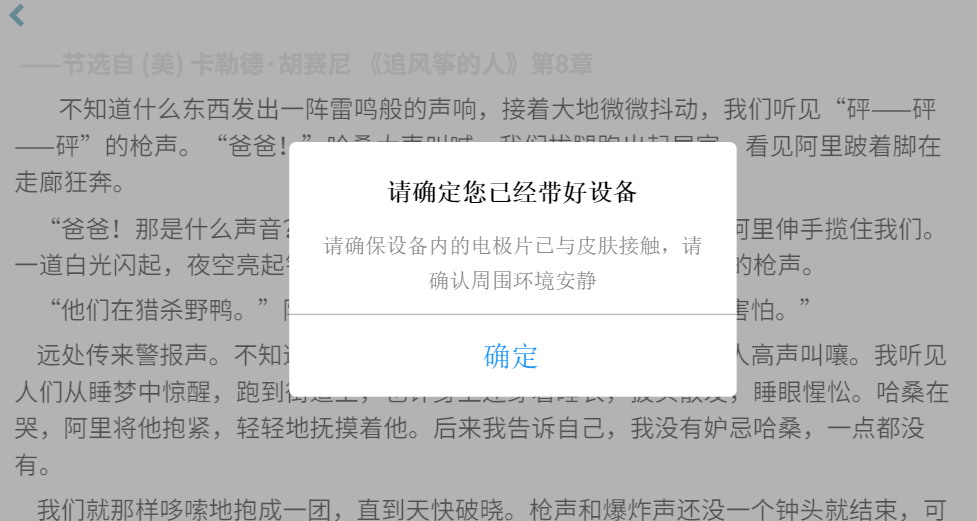 ——节选自 (美) 卡勒德·胡赛尼 《追风筝的人》第8章
不知道什么东西发出一阵雷鸣般的声响，接着大地微微抖动，我们听见“砰——砰
——砰”的枪声。“爸爸！”哈桑大声叫喊。我们拔腿跑出起居室，看见阿里跛着脚在
走廊狂奔。
“爸爸！那是什么声音？ 阿里伸手揽住我们。
一道白光闪起，夜空亮起 的枪声。
“他们在猎杀野鸭。” 害怕。”
远处传来警报声。不知 人高声叫嚷。我听见
人们从睡梦中惊醒，跑到街道上，也许身上还穿着睡衣，披头散发，睡眼惺忪。哈桑在
哭，阿里将他抱紧，轻轻地抚摸着他。后来我告诉自己，我没有妒忌哈桑，一点都没
有。
我们就那样哆嗦地抱成一团，直到天快破晓。枪声和爆炸声还没一个钟头就结束，可
请确定您已经带好设备
请确保设备内的电极片已与皮肤接触，请
确认周围环境安静
确定